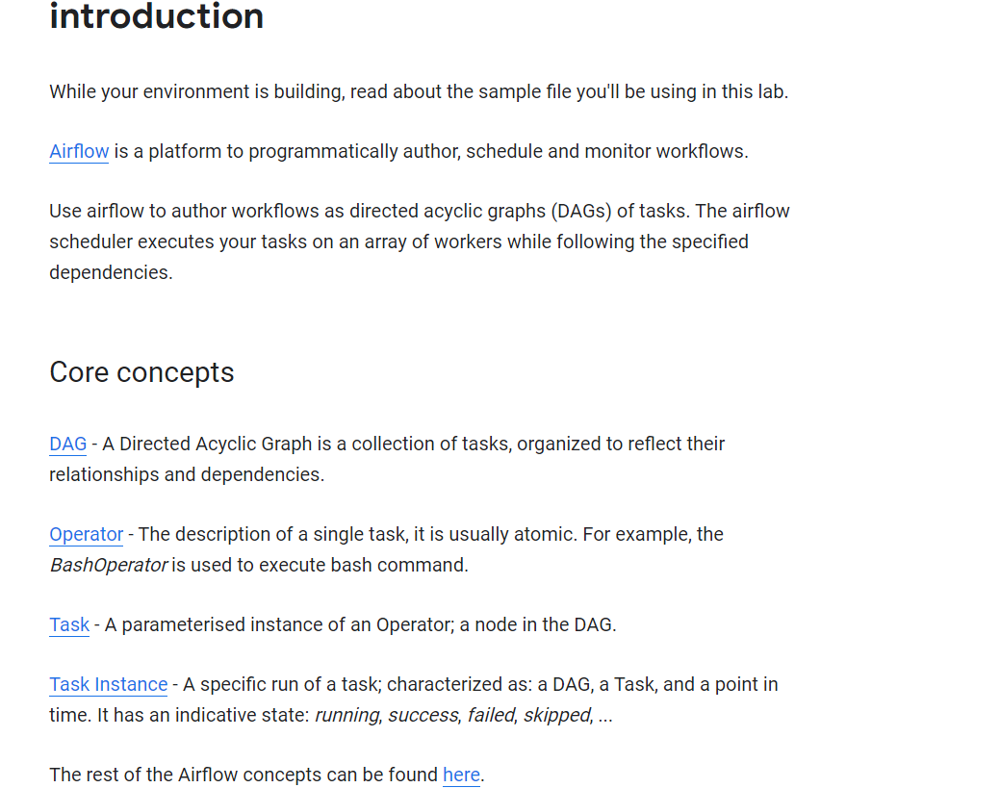 introduction
While your environment is building, read about the sample file you'll be using in this lab.
Airflow is a platform to programmatically author, schedule and monitor workflows.
Use airflow to author workflows as directed acyclic graphs (DAGs) of tasks. The airflow
scheduler executes your tasks on an array of workers while following the specified
dependencies.
Core concepts
DAG - A Directed Acyclic Graph is a collection of tasks, organized to reflect their
relationships and dependencies.
Operator - The description of a single task, it is usually atomic. For example, the
BashOperator is used to execute bash command.
Task - A parameterised instance of an Operator; a node in the DAG.
Task Instance - A specific run of a task; characterized as: a DAG, a Task, and a point in
time. It has an indicative state: running, success, failed, skipped, ...
The rest of the Airflow concepts can be found here.